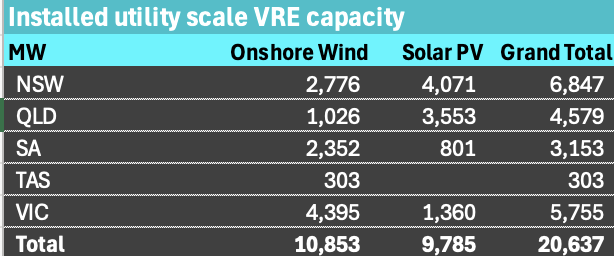 Installed utility scale VRE capacity
MW Onshore Wind Solar PV Grand Total
NSW 2,776 4,071 6,847
QLD 1,026 3,553 4,579
SA 2,352 801 3,153
TAS 303 303
VIC 4,395 1,360 5,755
Total 10,853 9,785 20,637